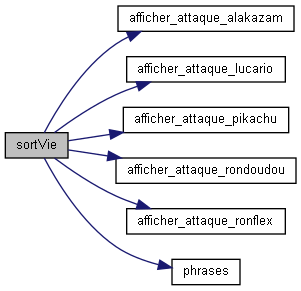 afficher_attaque_alakazam
afficher_attaque_lucario
afficher_attaque_pikachu
sortVie
afficher_attaque_rondoudou
afficher_attaque_ronflex
phrases